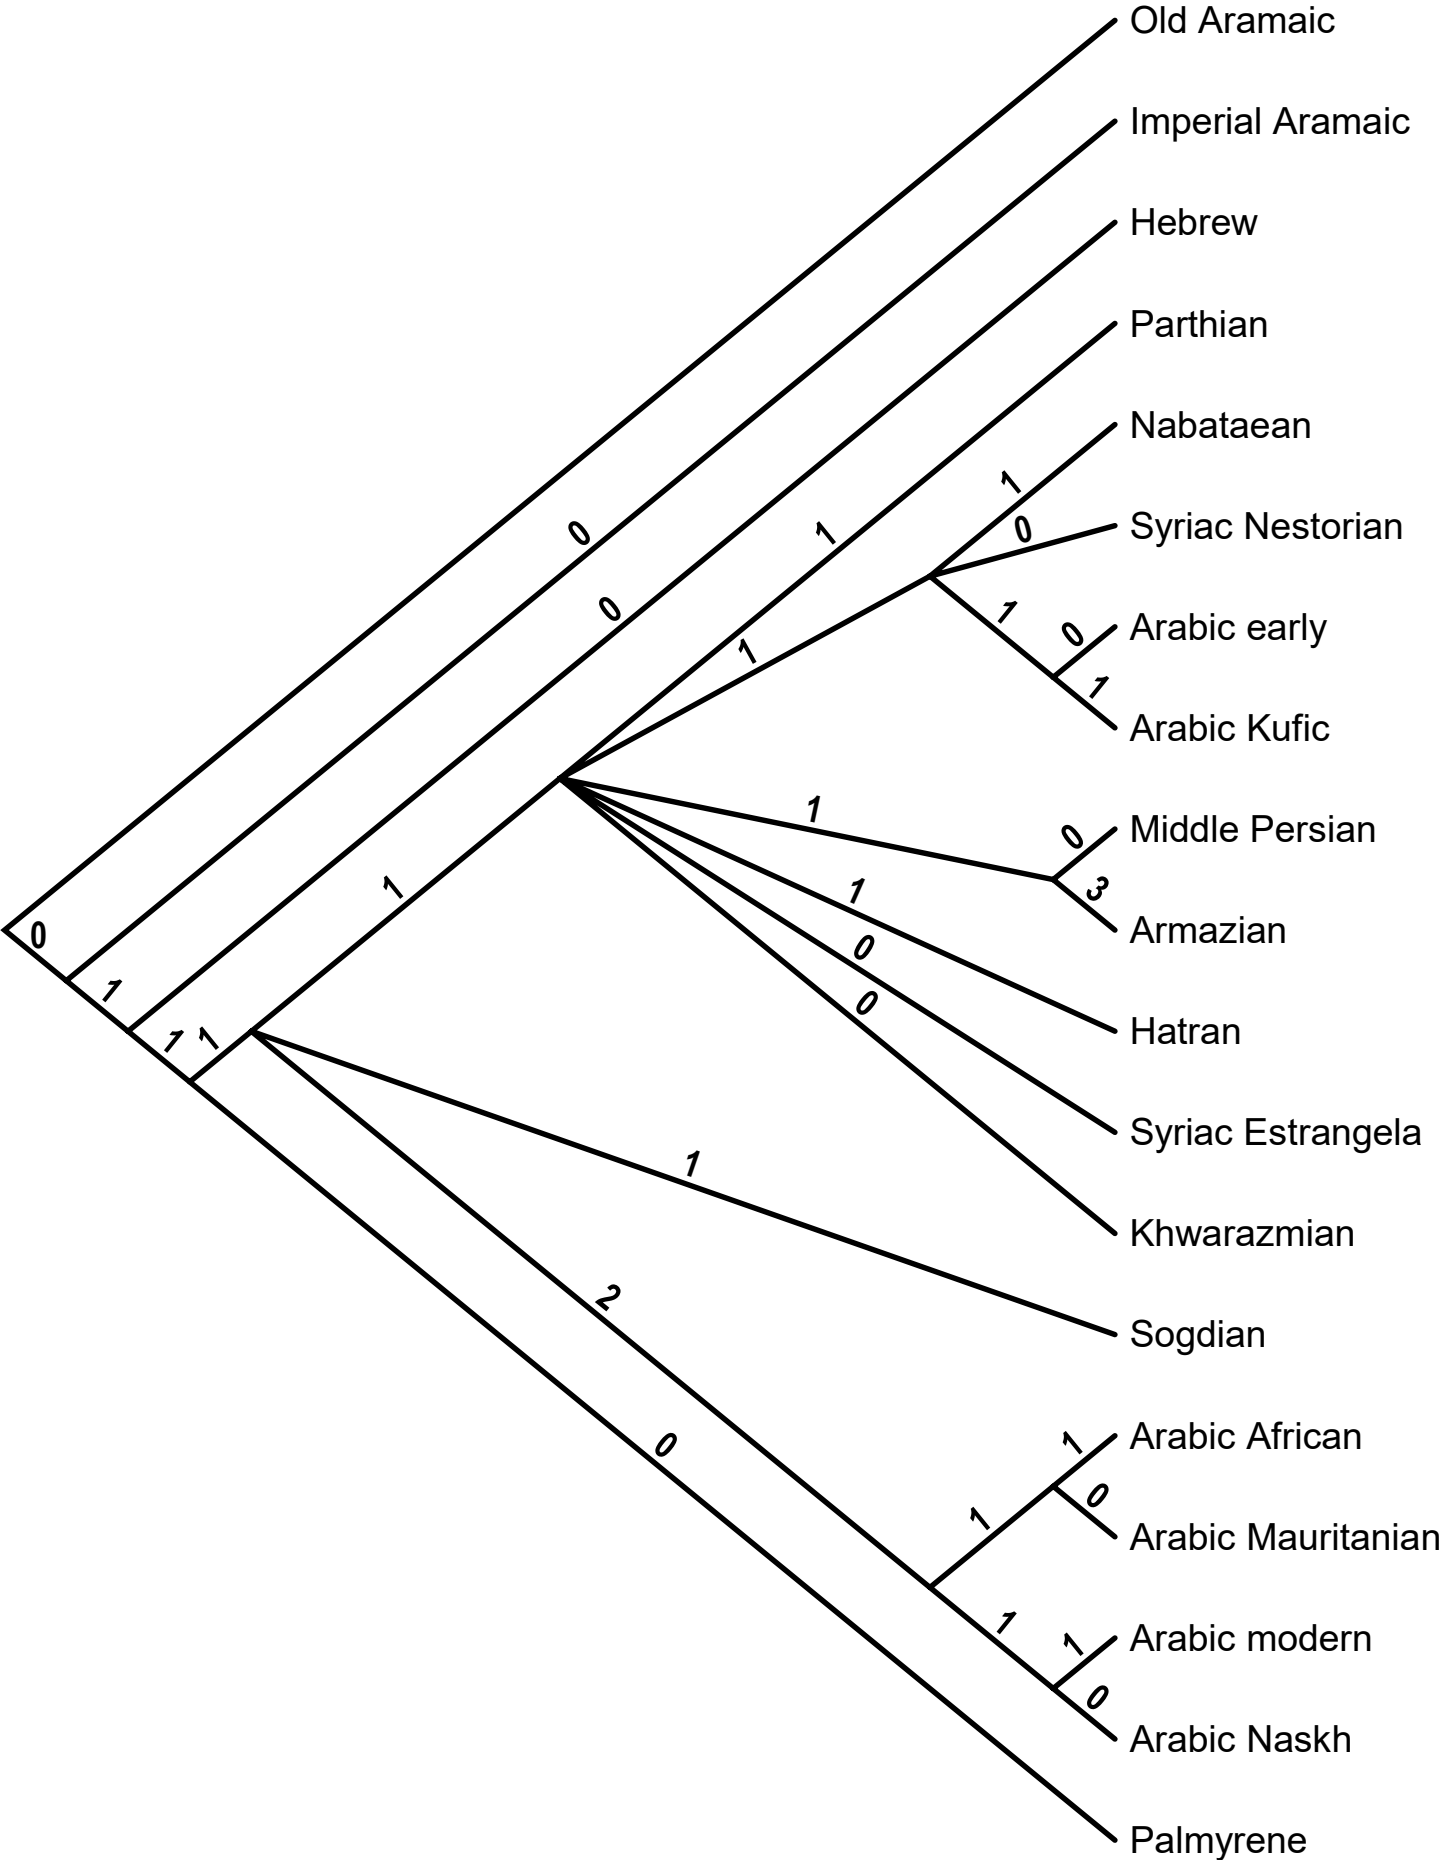 Old Aramaic
Imperial Aramaic
Hebrew
Parthian
Nabataean
1
0
Syriac Nestorian
0
1
0
1
0
Arabic early
1
1
Arabic Kufic
1
0
Middle Persian
1
1
3
0
Armazian
0
1
0
Hatran
1
1
Syriac Estrangela
1
Khwarazmian
2
Sogdian
1
Arabic African
0
0
1
Arabic Mauritanian
1
1
Arabic modern
0
Arabic Naskh
Palmyrene